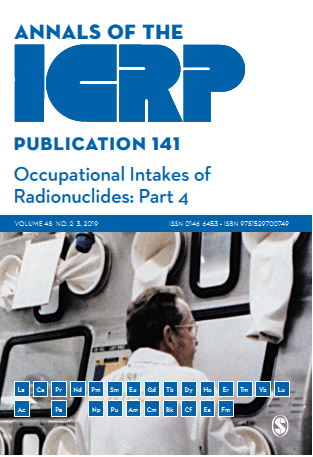 ANNALS OF THE
ICRP
PUBLICATION 141
Occupational Intakes of
Radionuclides: Part 4
VOLUME 48 NO. 2 3, 2019 ISSN 0146 6453 • ISBN 9781529700749
La Ce Pr Nd Pm Sm Eu Gd Tb Dy Ho Er Tm Yb Lu
Ac Pa Np Pu Am Cm Bk Cf Es Fm
S